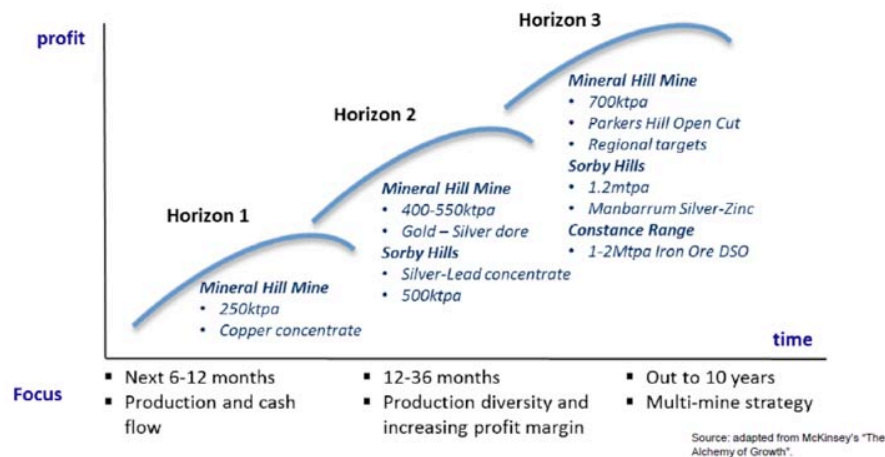 profit
Horizon 1
Mineral Hill Mine
• 250ktpa
• Copper concentrate
Horizon 2
Mineral Hill Mine
• 400-550ktpa
• Gold – Silver dore
Sorby Hills
• Silver-Lead concentrate
• 500ktpa
Horizon 3
Mineral Hill Mine
• 700ktpa
• Parkers Hill Open Cut
• Regional targets
Sorby Hills
• 1.2mtpa
• Manbarrum Silver-Zinc
Constance Range
• 1-2Mtpa Iron Ore DSO
time
Focus
▪ Next 6-12 months
▪ Production and cash
flow
▪ 12-36 months
▪ Production diversity and
increasing profit margin
▪ Out to 10 years
▪ Multi-mine strategy
Source: adapted from McKinsey's "The
Alchemy of Growth".